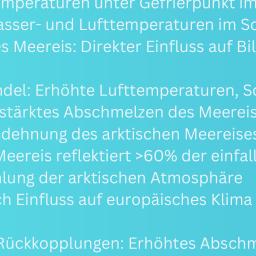 mperaturen unter Gefrierpunkt im
asser- und Lufttemperaturen im So
s Meereis: Direkter Einfluss auf Bil
del: Erhöhte Lufttemperaturen, So
stärktes Abschmelzen des Meereis
dehnung des arktischen Meereises
Meereis reflektiert >60% der einfall
lung der arktischen Atmosphäre
h Einfluss auf europäisches Klima
Rückkopplungen: Erhöhtes Abschm